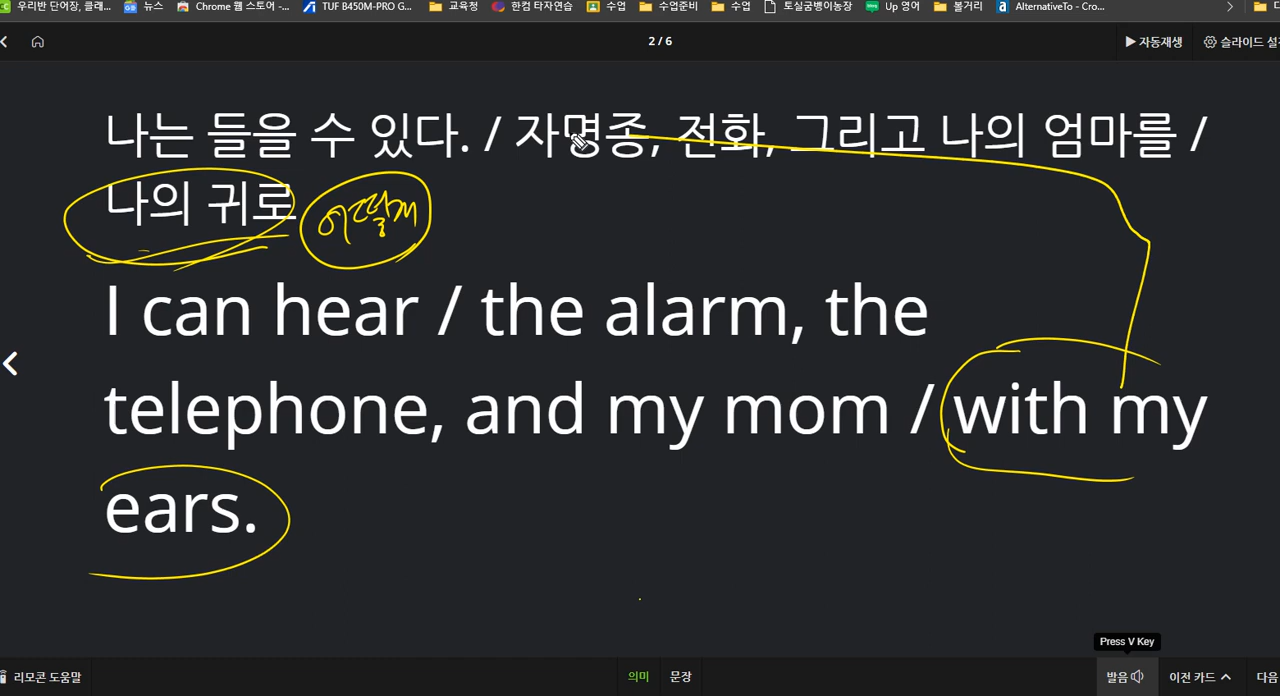 우리반 단어장, 클래... 뉴스 Chrome 웹 스토어 -... TUF B450M-PRO G... 교육청 한컴 타자연습 수업 수업준비 수업 토실굼벵이농장 Up 영어 볼거리 AlternativeTo - Cro...
2 / 6 ▶자동재생 슬라이드
나는 들을 수 있다. / 자명종, 전화, 그리고 나의 엄마를 /
나의 귀로
I can hear / the alarm, the
telephone, and my mom / with my
ears.
Press V Key
리모콘 도움말 의미 문장 발음 이전 카드 다음